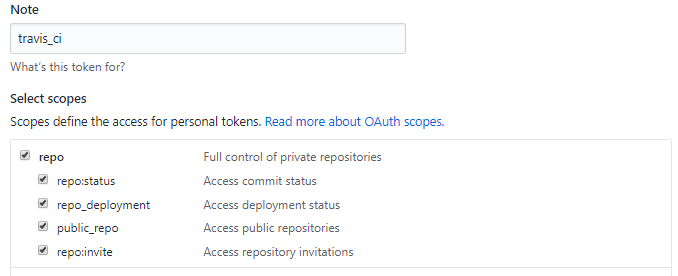 Note
travis_ci
What's this token for?
Select scopes
Scopes define the access for personal tokens. Read more about OAuth scopes.
repo Full control of private repositories
repo:status Access commit status
repo_deployment Access deployment status
public_repo Access public repositories
repo:invite Access repository invitations